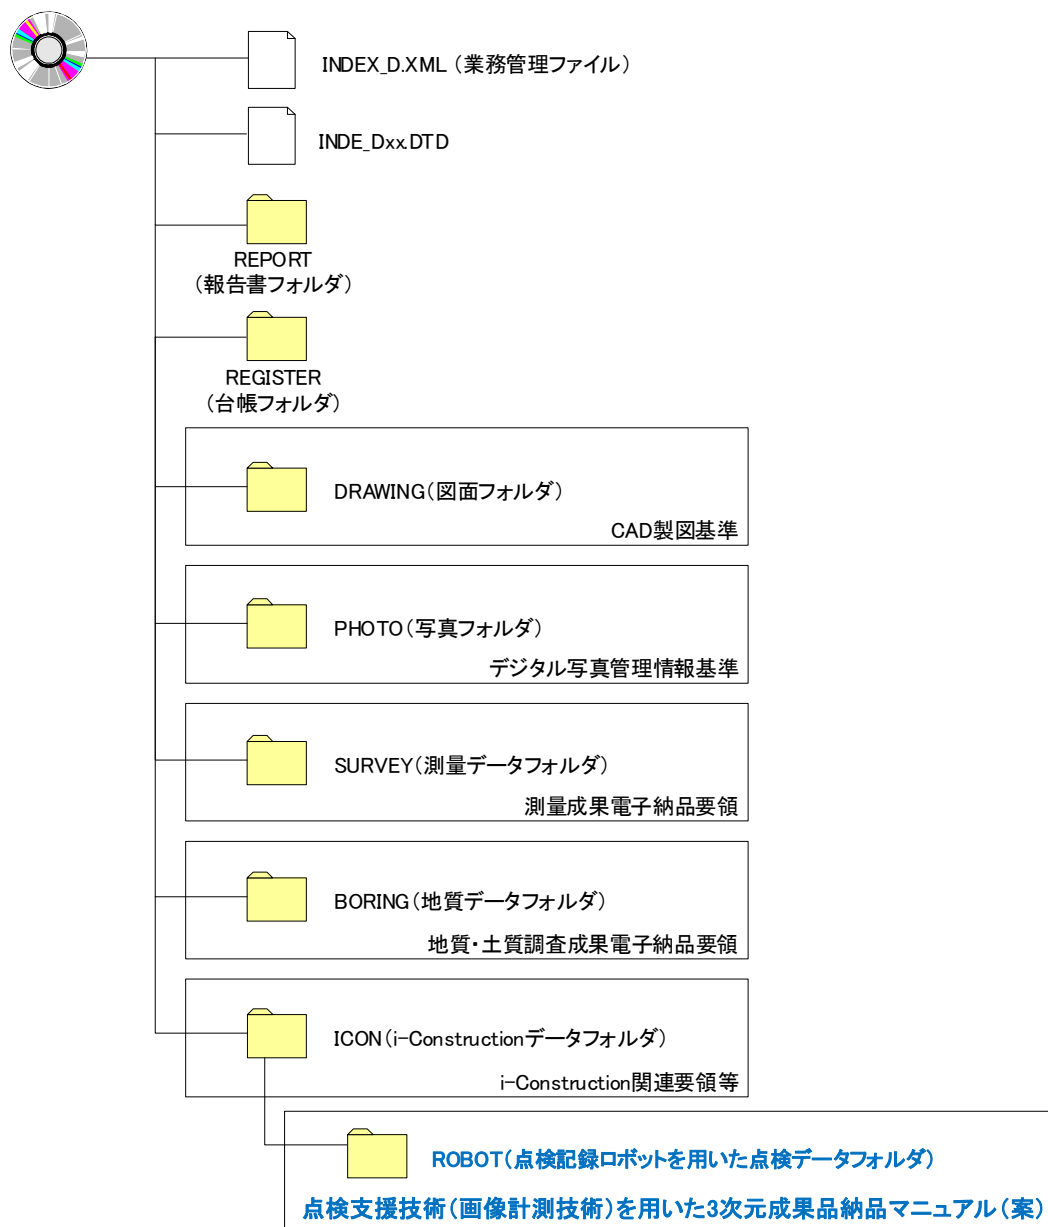 INDEX_D.XML（業務管理ファイル）
INDE_Dxx.DTD
REPORT
（報告書フォルダ）
REGISTER
（台帳フォルダ）
DRAWING（図面フォルダ）
CAD製図基準
PHOTO（写真フォルダ）
デジタル写真管理情報基準
SURVEY（測量データフォルダ）
測量成果電子納品要領
BORING（地質データフォルダ）
地質・土質調査成果電子納品要領
ICON（i-Constructionデータフォルダ）
i-Construction関連要領等
ROBOT（点検記録ロボットを用いた点検データフォルダ）
点検支援技術（画像計測技術）を用いた3次元成果品納品マニュアル（案）